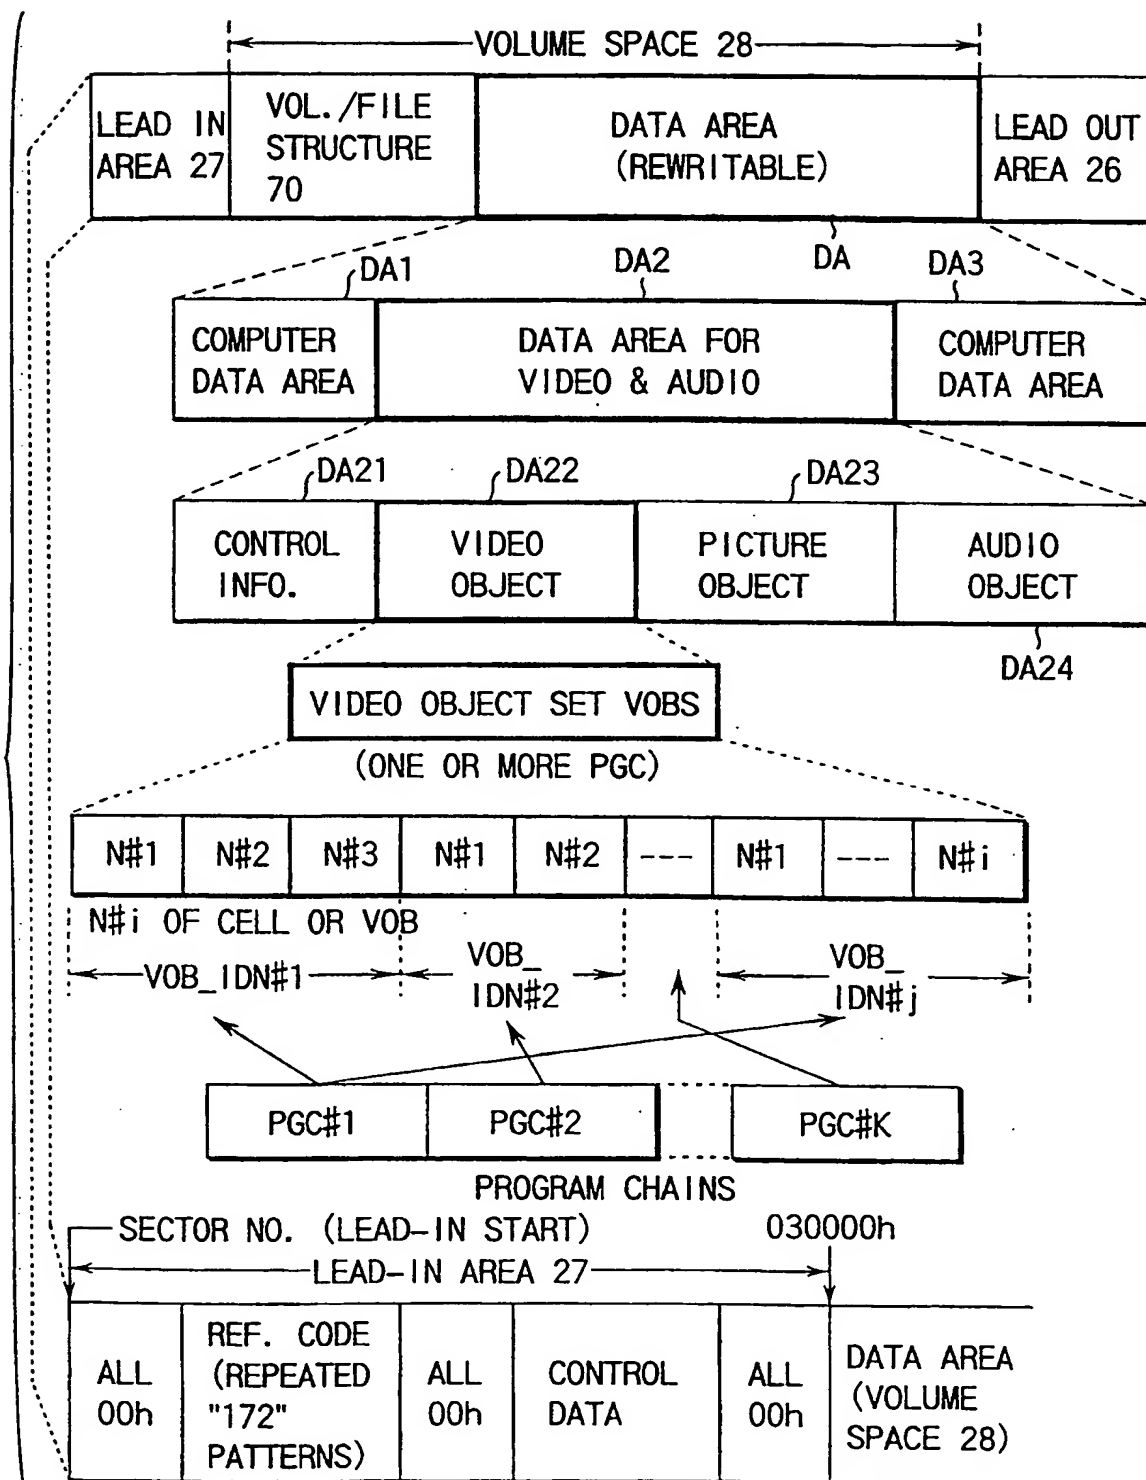 VOLUME SPACE 28
LEAD IN
AREA 27
VOL./FILE
STRUCTURE
70
DATA AREA
(REWRITABLE)
LEAD OUT
AREA 26
DA
DA1
DA2
DA3
COMPUTER
DATA AREA
DATA AREA FOR
VIDEO & AUDIO
COMPUTER
DATA AREA
DA21
DA22
DA23
CONTROL
INFO.
VIDEO
OBJECT
PICTURE
OBJECT
AUDIO
OBJECT
DA24
VIDEO OBJECT SET VOBS
(ONE OR MORE PGC)
N#1
N#2
N#3
N#1
N#2
---
N#1
---
N#i
N#i OF CELL OR VOB
VOB_IDN#1
VOB_
IDN#2
VOB_
IDN#j
PGC#1
PGC#2
PGC#K
PROGRAM CHAINS
SECTOR NO. (LEAD-IN START)
030000h
LEAD-IN AREA 27
ALL
00h
REF. CODE
(REPEATED
"172"
PATTERNS)
ALL
00h
CONTROL
DATA
ALL
00h
DATA AREA
(VOLUME
SPACE 28)